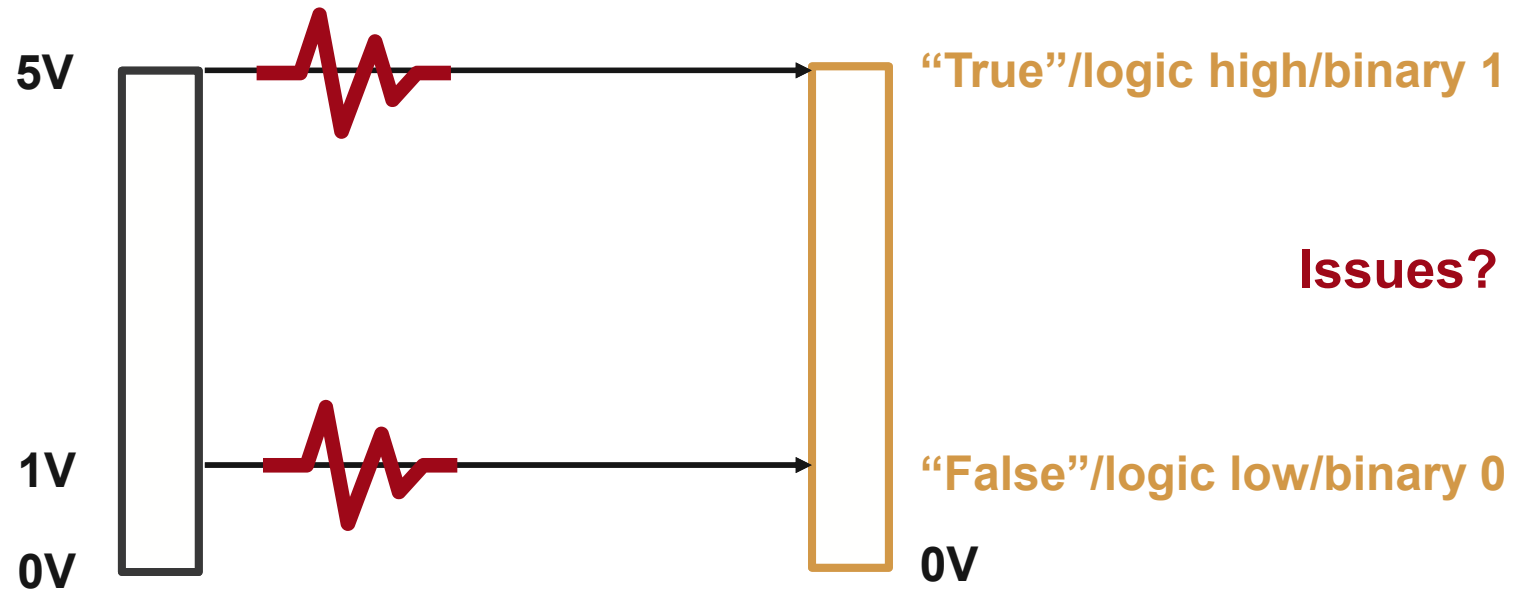 5V
“True”/logic high/binary 1
Issues?
1V
“False”/logic low/binary 0
0V
0V